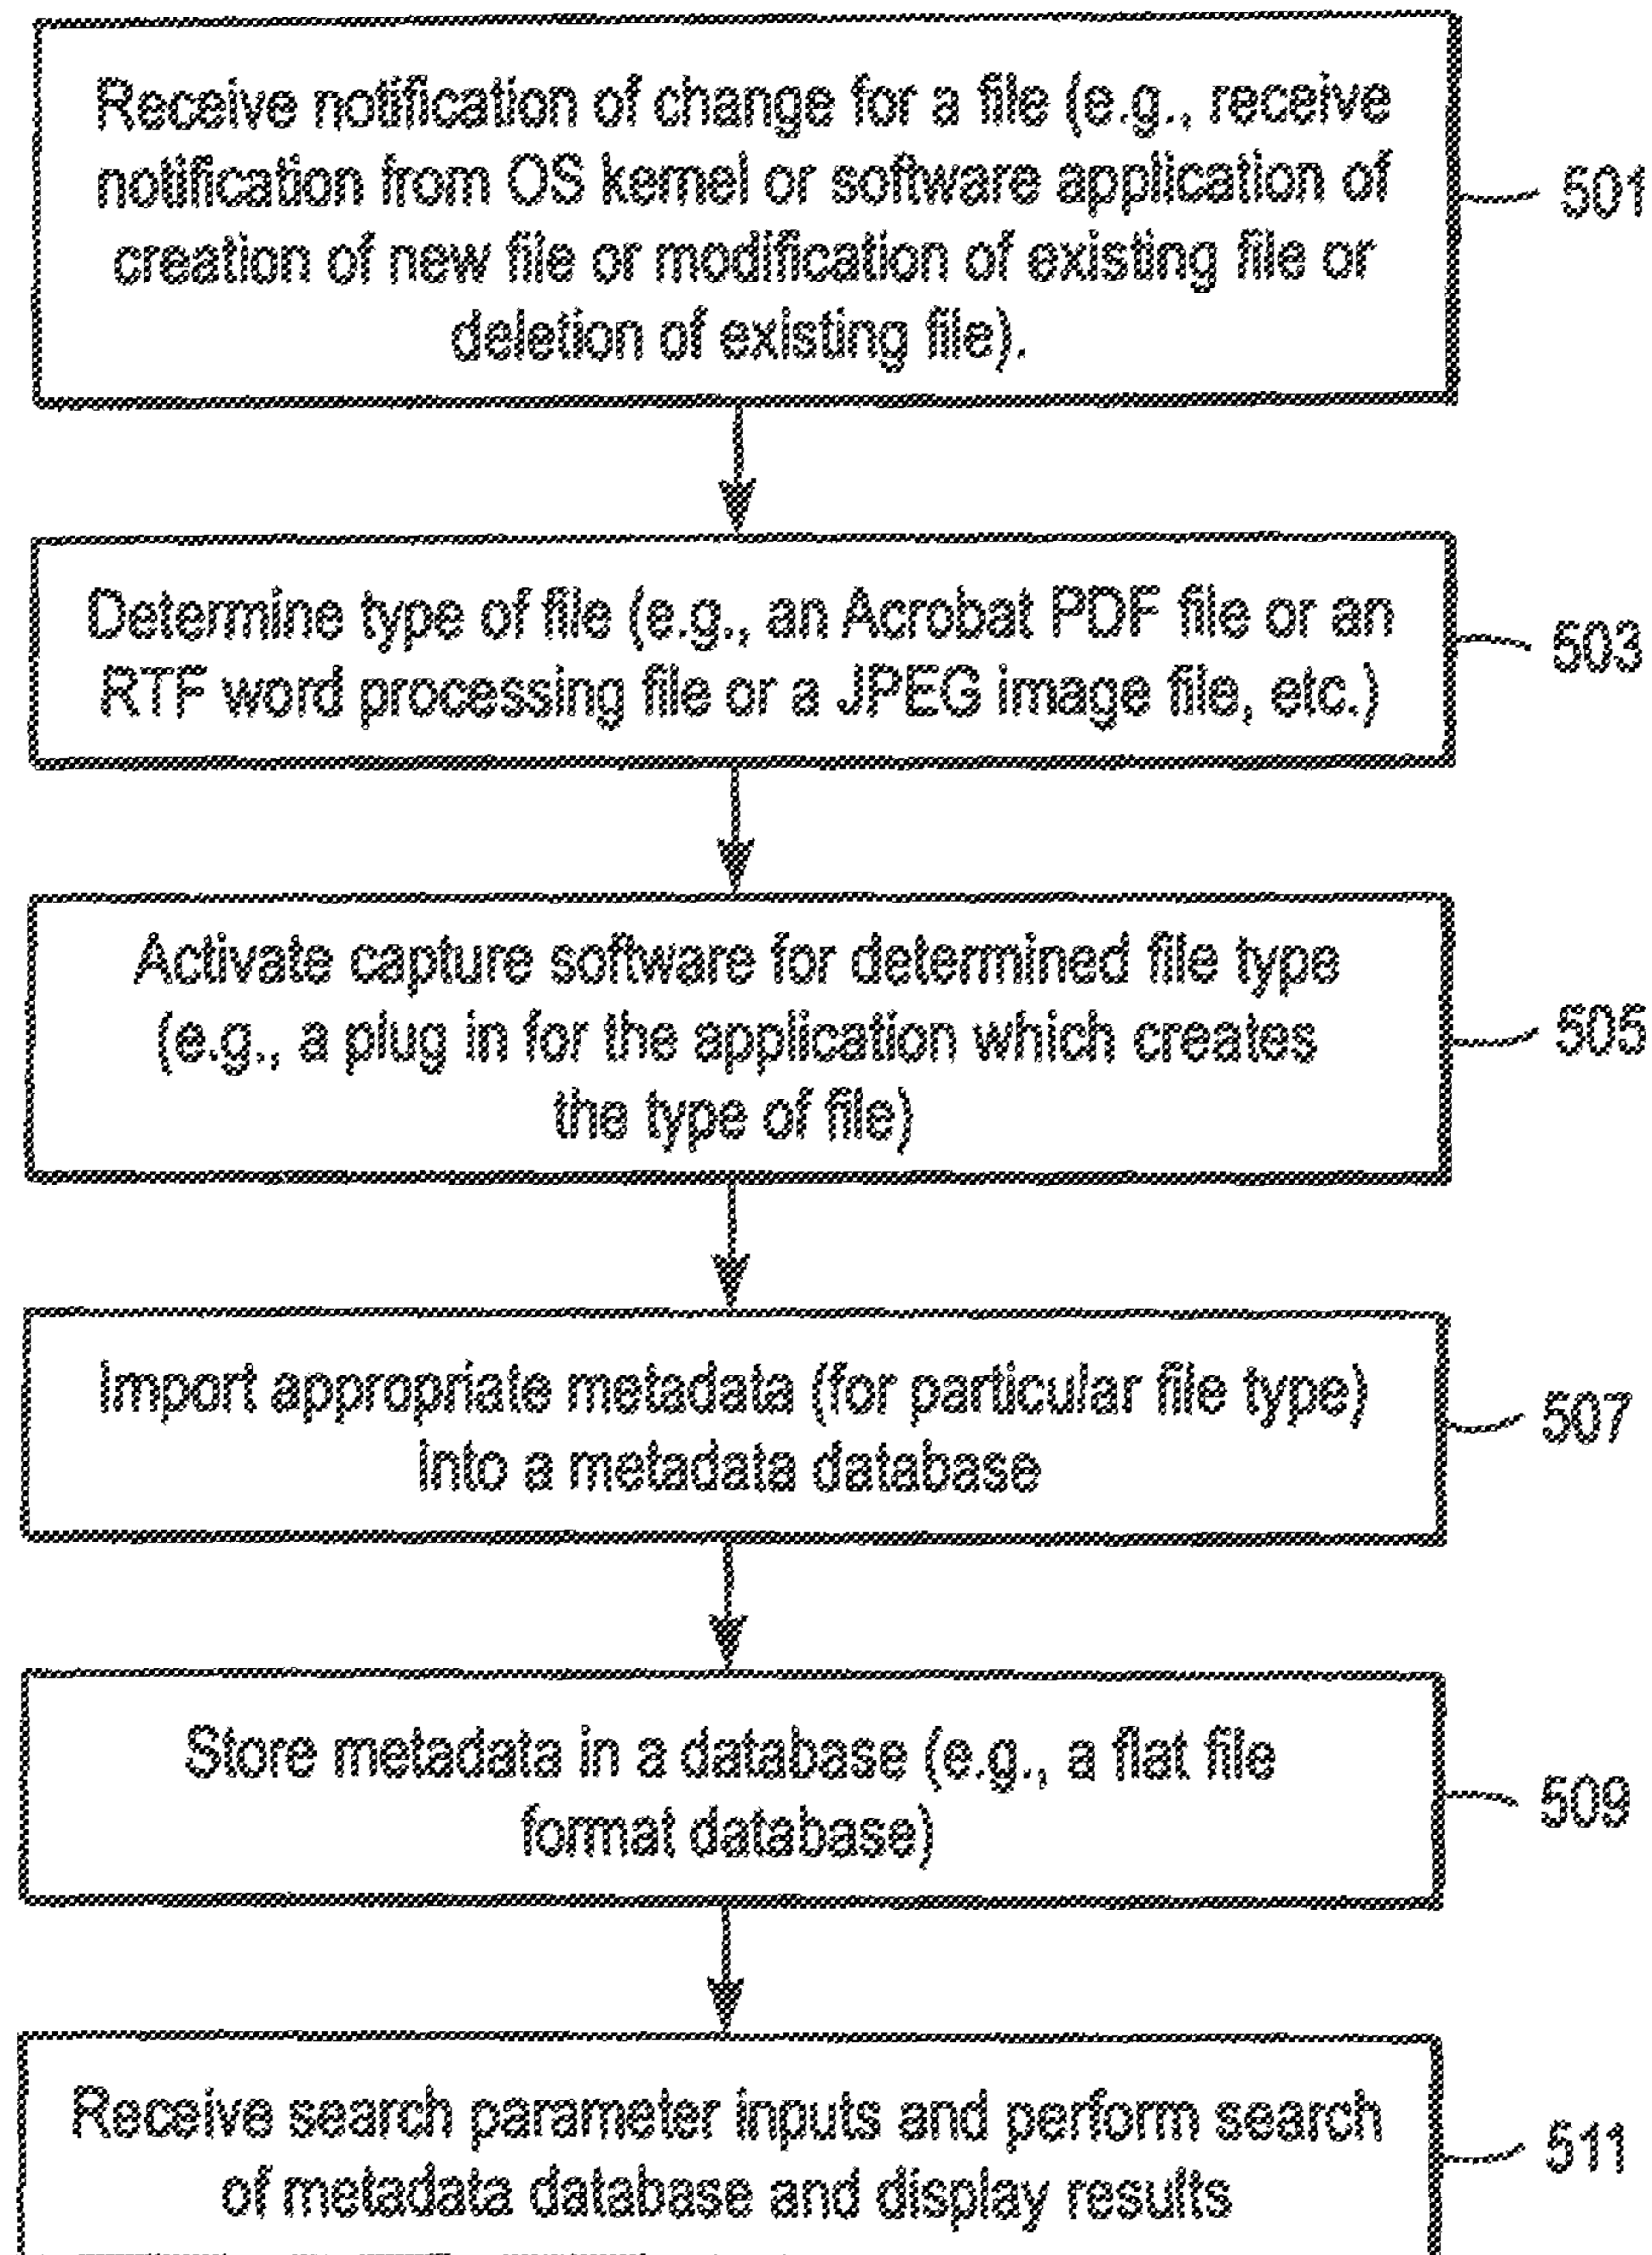 Receive notification of change for a file (e.g., receive
notification from OS kernel or software application of
creation of new file or modification of existing file or
deletion of existing file).
501
Determine type of file (e.g., an Acrobat PDF file or an
RTF word processing file or a JPEG image file, etc.)
503
Activate capture software for determined file type
(e.g., a plug in for the application which creates
the type of file)
505
Import appropriate metadata (for particular file type)
into a metadata database
507
Store metadata in a database (e.g., a flat file
format database)
509
Receive search parameter inputs and perform search
of metadata database and display results
511